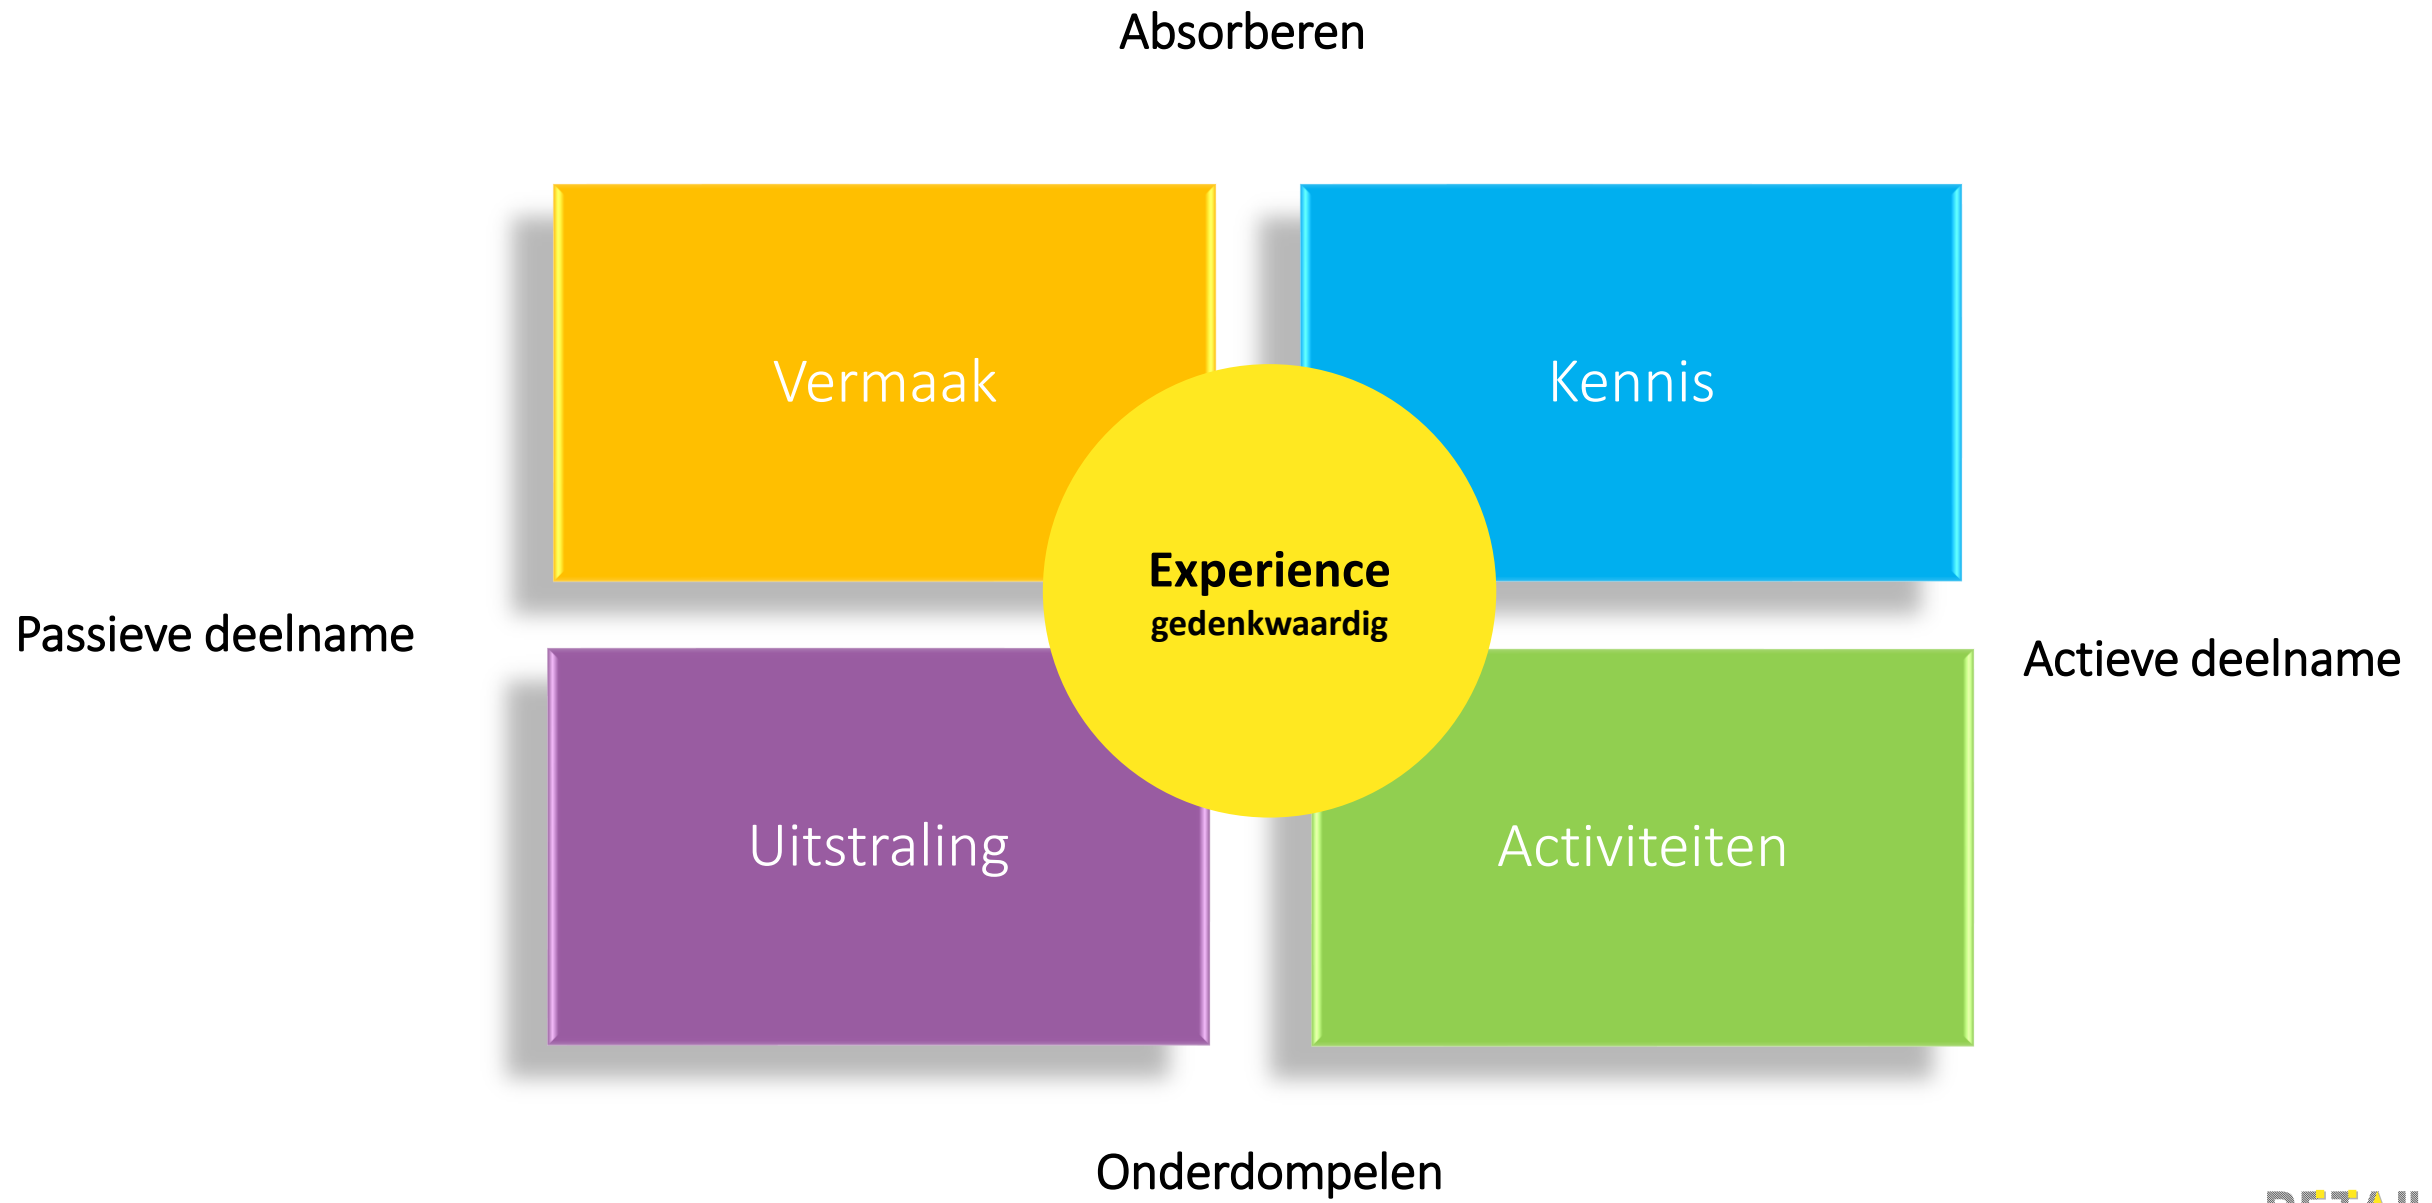 Absorberen
Vermaak
Kennis
Experience
gedenkwaardig
Passieve deelname
Actieve deelname
Uitstraling
Activiteiten
Onderdompelen